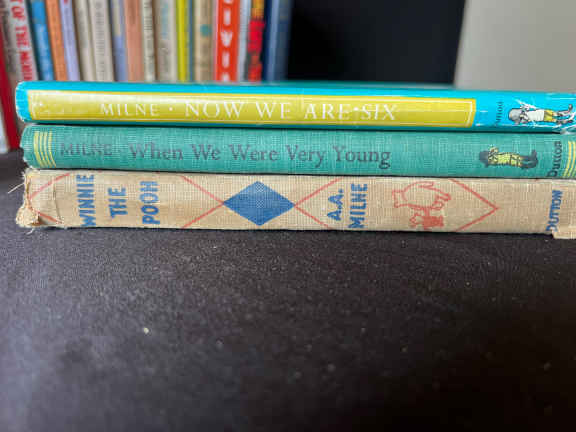 MILNE · NOW WE ARE SIX
MILNE When We Were Very Young DUTTON
WINNIE THE POOH A.A. MILNE DUTTON